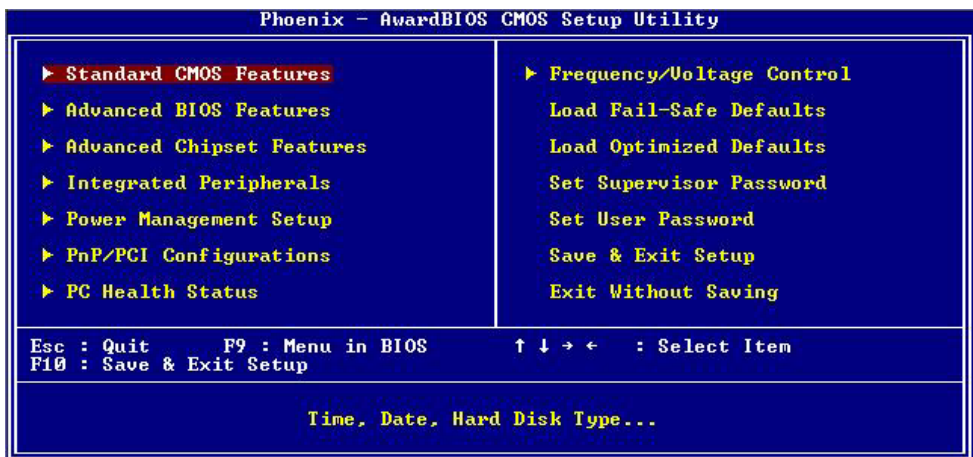 Phoenix - AwardBIOS CMOS Setup Utility
▶ Standard CMOS Features
▶ Advanced BIOS Features
▶ Advanced Chipset Features
▶ Integrated Peripherals
▶ Power Management Setup
▶ PnP/PCI Configurations
▶ PC Health Status
▶ Frequency/Voltage Control
Load Fail-Safe Defaults
Load Optimized Defaults
Set Supervisor Password
Set User Password
Save & Exit Setup
Exit Without Saving
Esc : Quit F9 : Menu in BIOS ↑ ↓ → ← : Select Item
F10 : Save & Exit Setup
Time, Date, Hard Disk Type...